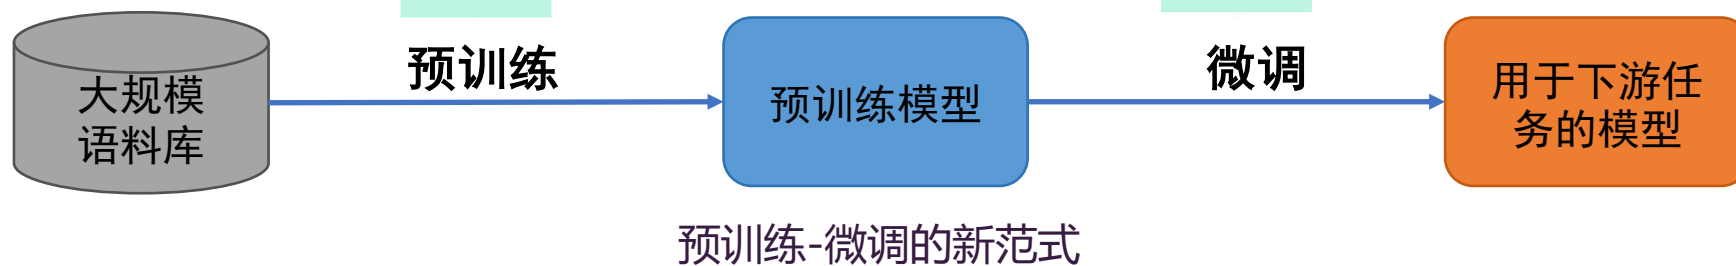 大规模
语料库
预训练
预训练模型
微调
用于下游任
务的模型
预训练-微调的新范式